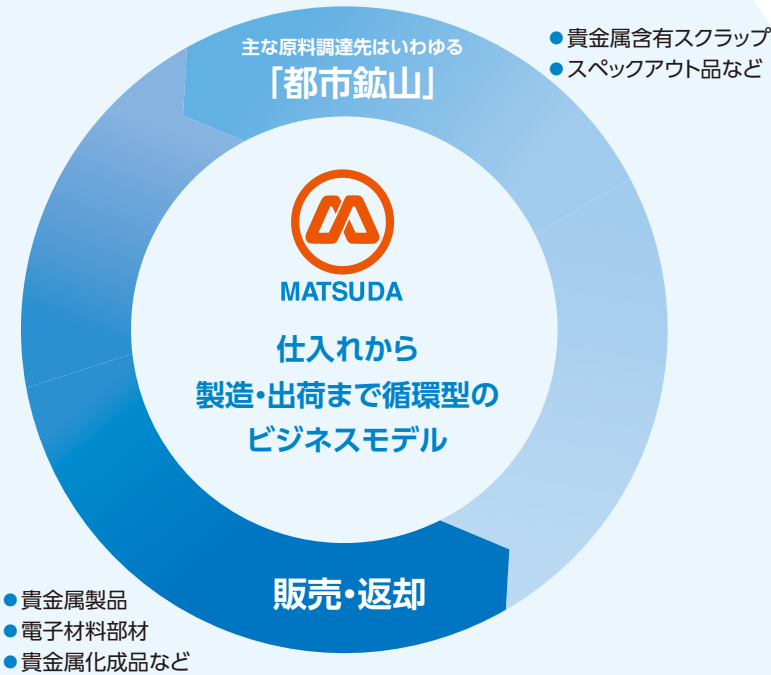 主な原料調達先はいわゆる
「都市鉱山」
●貴金属含有スクラップ
●スペックアウト品など
MATSUDA
仕入れから
製造・出荷まで循環型の
ビジネスモデル
販売・返却
●貴金属製品
●電子材料部材
●貴金属化成品など